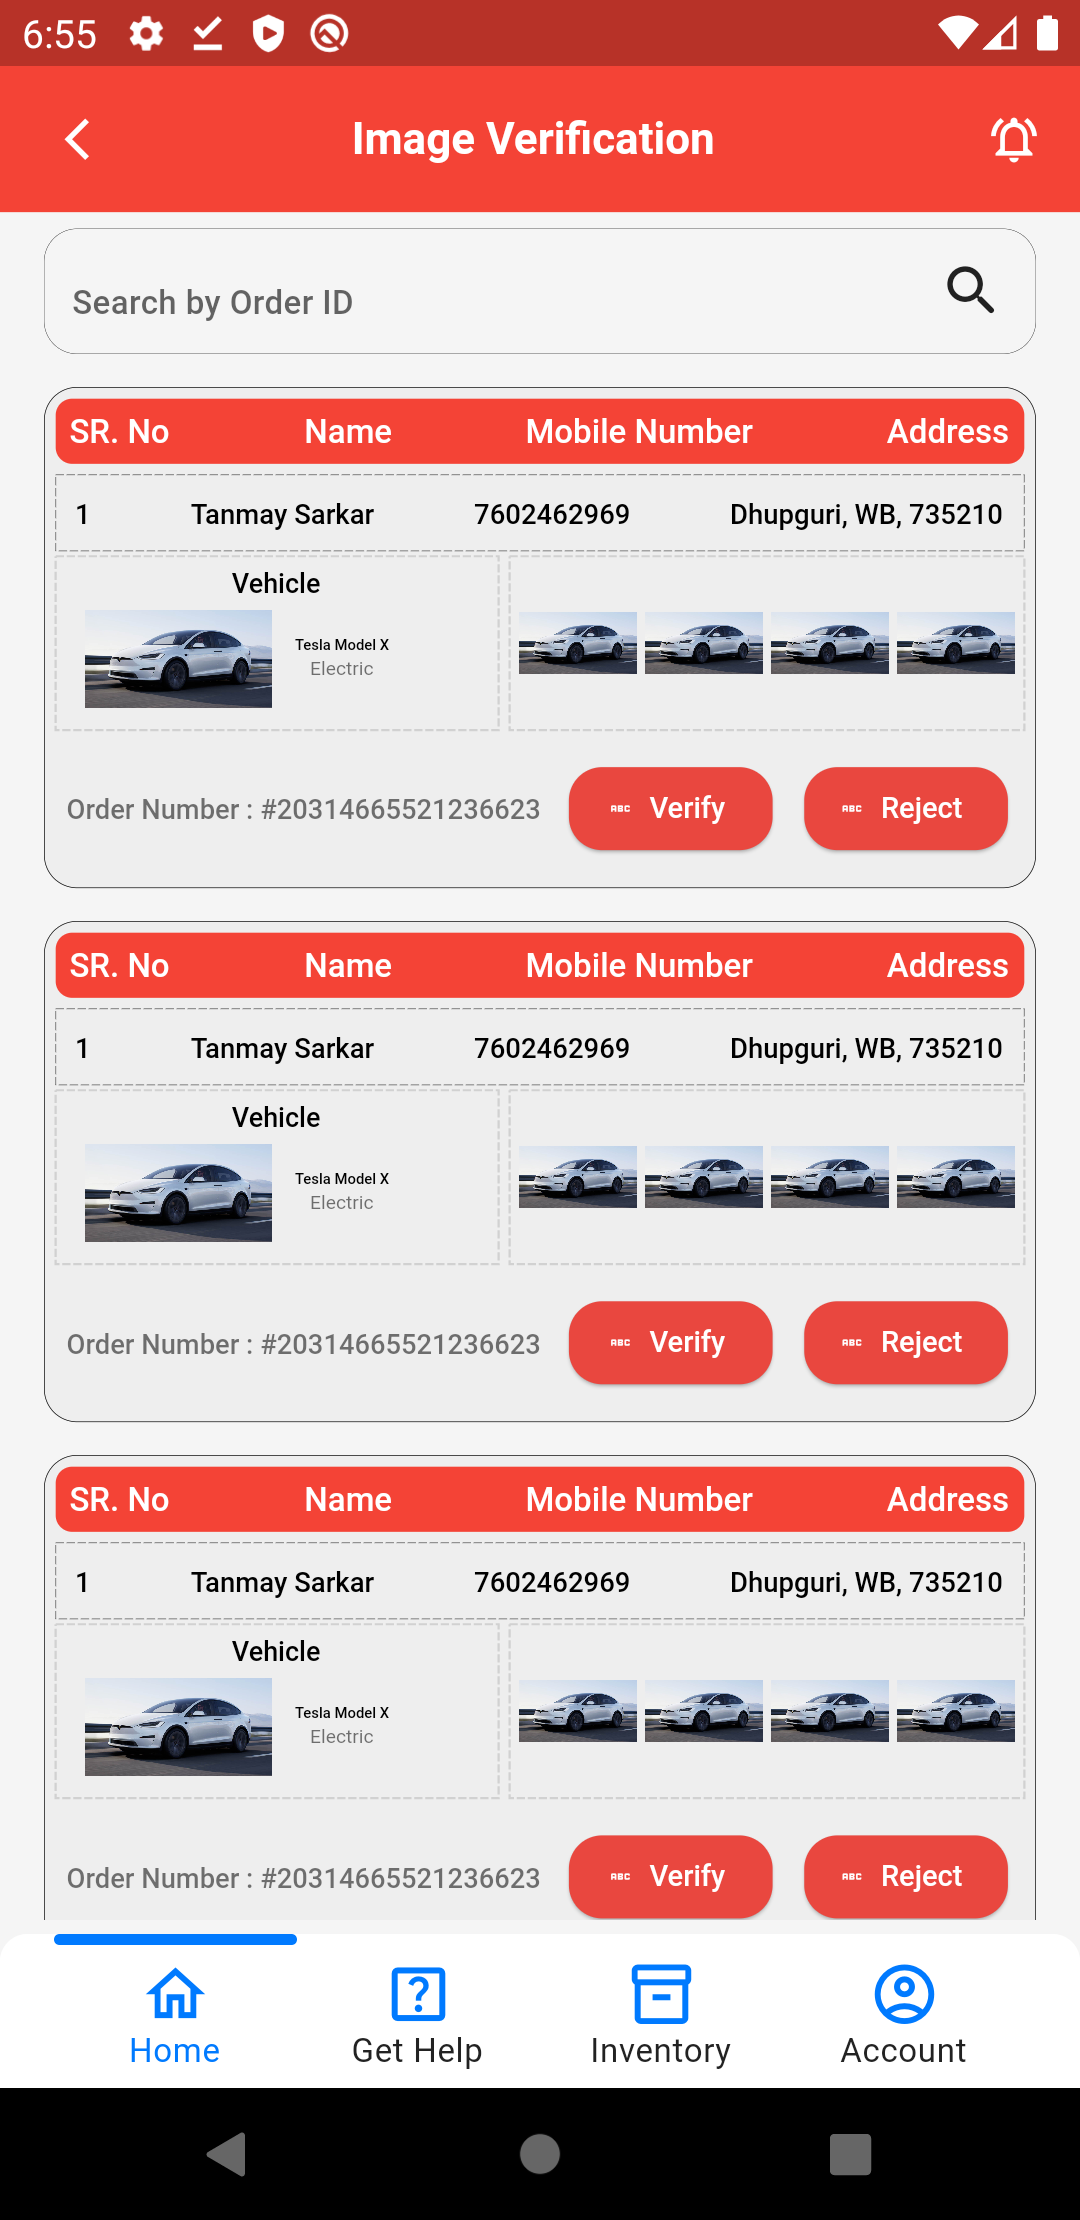 6:55
Image Verification
Search by Order ID
SR. No Name Mobile Number Address
1 Tanmay Sarkar 7602462969 Dhupguri, WB, 735210
Vehicle
Tesla Model X
Electric
Order Number : #20314665521236623 ABC Verify ABC Reject
SR. No Name Mobile Number Address
1 Tanmay Sarkar 7602462969 Dhupguri, WB, 735210
Vehicle
Tesla Model X
Electric
Order Number : #20314665521236623 ABC Verify ABC Reject
SR. No Name Mobile Number Address
1 Tanmay Sarkar 7602462969 Dhupguri, WB, 735210
Vehicle
Tesla Model X
Electric
Order Number : #20314665521236623 ABC Verify ABC Reject
Home Get Help Inventory Account